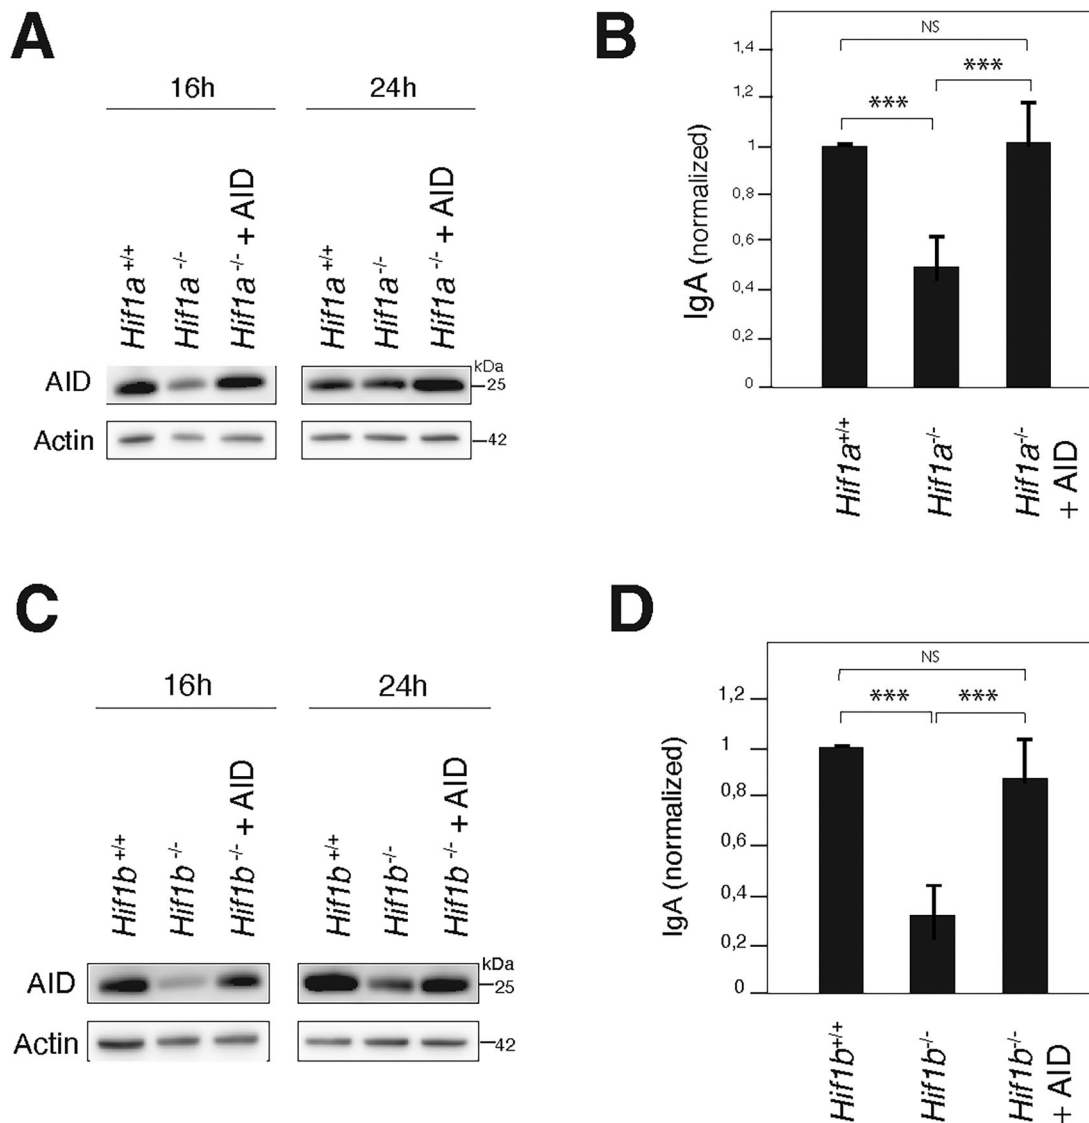 A
16h
24h
Hif1a+/+
Hif1a-/-
Hif1a-/- + AID
Hif1a+/+
Hif1a-/-
Hif1a-/- + AID
kDa
AID
25
Actin
42
B
NS
***
***
1,4
1,2
1
0,8
0,6
0,4
0,2
0
IgA (normalized)
Hif1a+/+
Hif1a-/-
Hif1a-/-
+ AID
C
16h
24h
Hif1b+/+
Hif1b-/-
Hif1b-/- + AID
Hif1b+/+
Hif1b-/-
Hif1b-/- + AID
kDa
AID
25
Actin
42
D
NS
***
***
1,2
1
0,8
0,6
0,4
0,2
0
IgA (normalized)
Hif1b+/+
Hif1b-/-
Hif1b-/-
+ AID